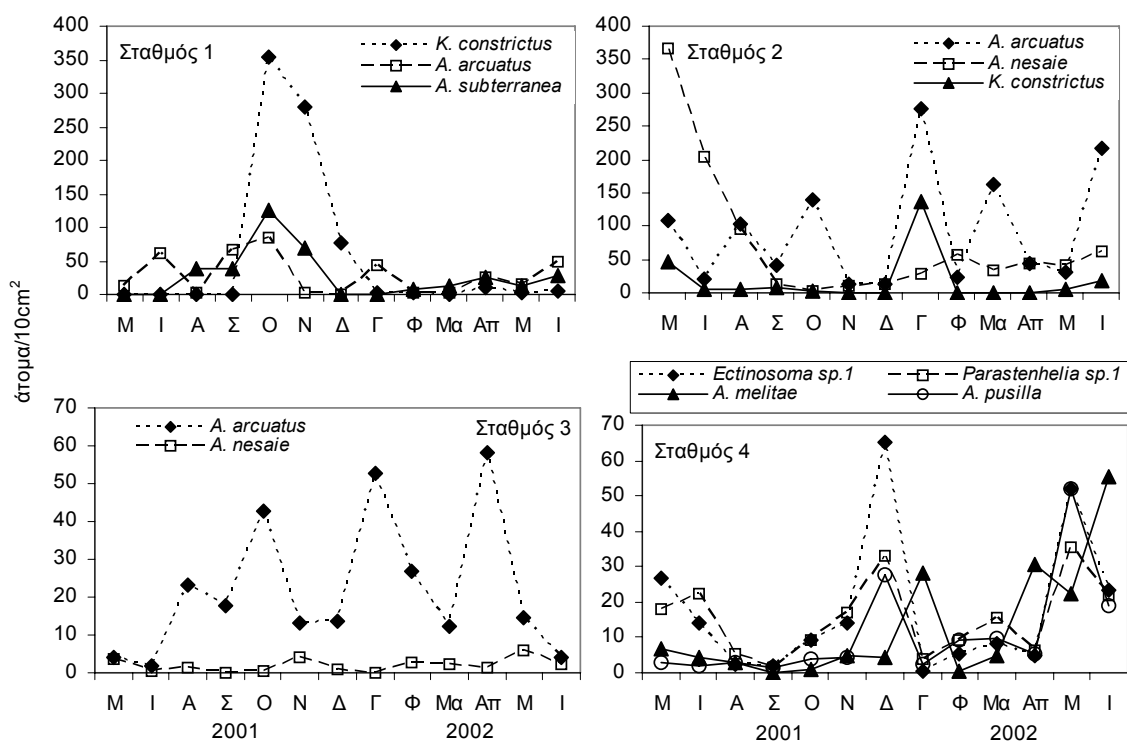 άτομα/10cm²
Σταθμός 1
K. constrictus
A. arcuatus
A. subterranea
400
350
300
250
200
150
100
50
0
Μ Ι Α Σ Ο Ν Δ Γ Φ Μα Απ Μ Ι
Σταθμός 2
A. arcuatus
A. nesaie
K. constrictus
400
350
300
250
200
150
100
50
0
Μ Ι Α Σ Ο Ν Δ Γ Φ Μα Απ Μ Ι
Σταθμός 3
A. arcuatus
A. nesaie
70
60
50
40
30
20
10
0
Μ Ι Α Σ Ο Ν Δ Γ Φ Μα Απ Μ Ι
2001 2002
Ectinosoma sp.1 Parastenhelia sp.1
A. melitae A. pusilla
Σταθμός 4
70
60
50
40
30
20
10
0
Μ Ι Α Σ Ο Ν Δ Γ Φ Μα Απ Μ Ι
2001 2002